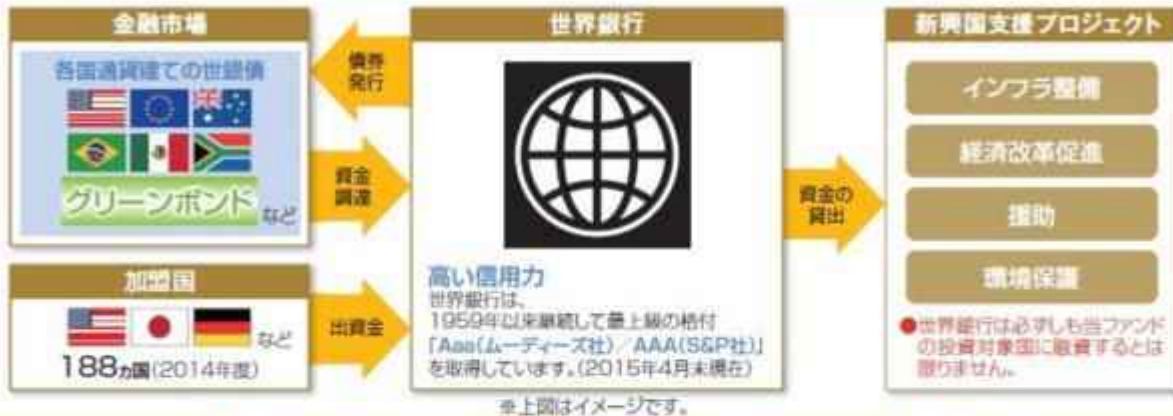 金融市場
各国通貨建ての世銀債
グリーンボンド など
債券
発行
資金
調達
加盟国
など
188ヵ国(2014年度)
出資金
世界銀行
高い信用力
世界銀行は、
1959年以来継続して最上級の格付
「Aaa(ムーディーズ社)/AAA(S&P社)」
を取得しています。(2015年4月末現在)
資金の
貸出
新興国支援プロジェクト
インフラ整備
経済改革促進
援助
環境保護
●世界銀行は必ずしも当ファンド
の投資対象国に融資するとは
限りません。
※上図はイメージです。